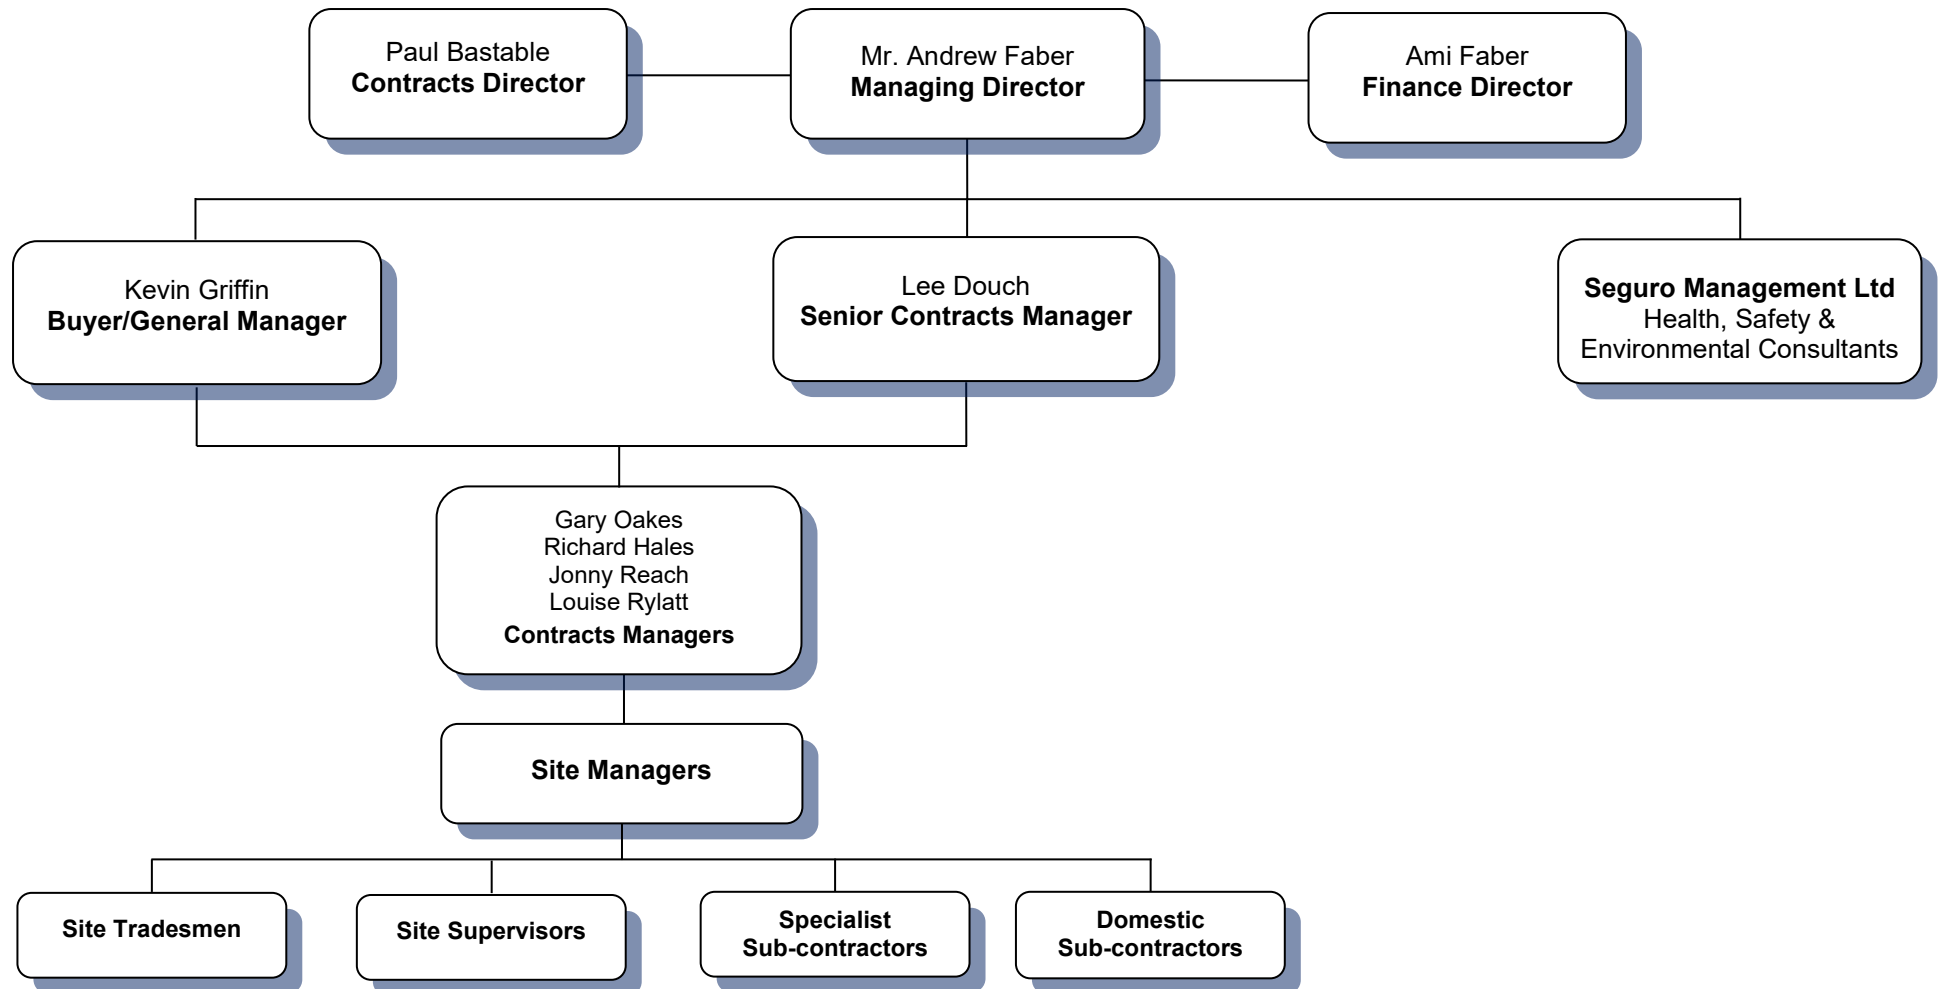 Paul Bastable
Contracts Director
Mr. Andrew Faber
Managing Director
Ami Faber
Finance Director
Kevin Griffin
Buyer/General Manager
Lee Douch
Senior Contracts Manager
Seguro Management Ltd
Health, Safety &
Environmental Consultants
Gary Oakes
Richard Hales
Jonny Reach
Louise Rylatt
Contracts Managers
Site Managers
Site Tradesmen
Site Supervisors
Specialist
Sub-contractors
Domestic
Sub-contractors